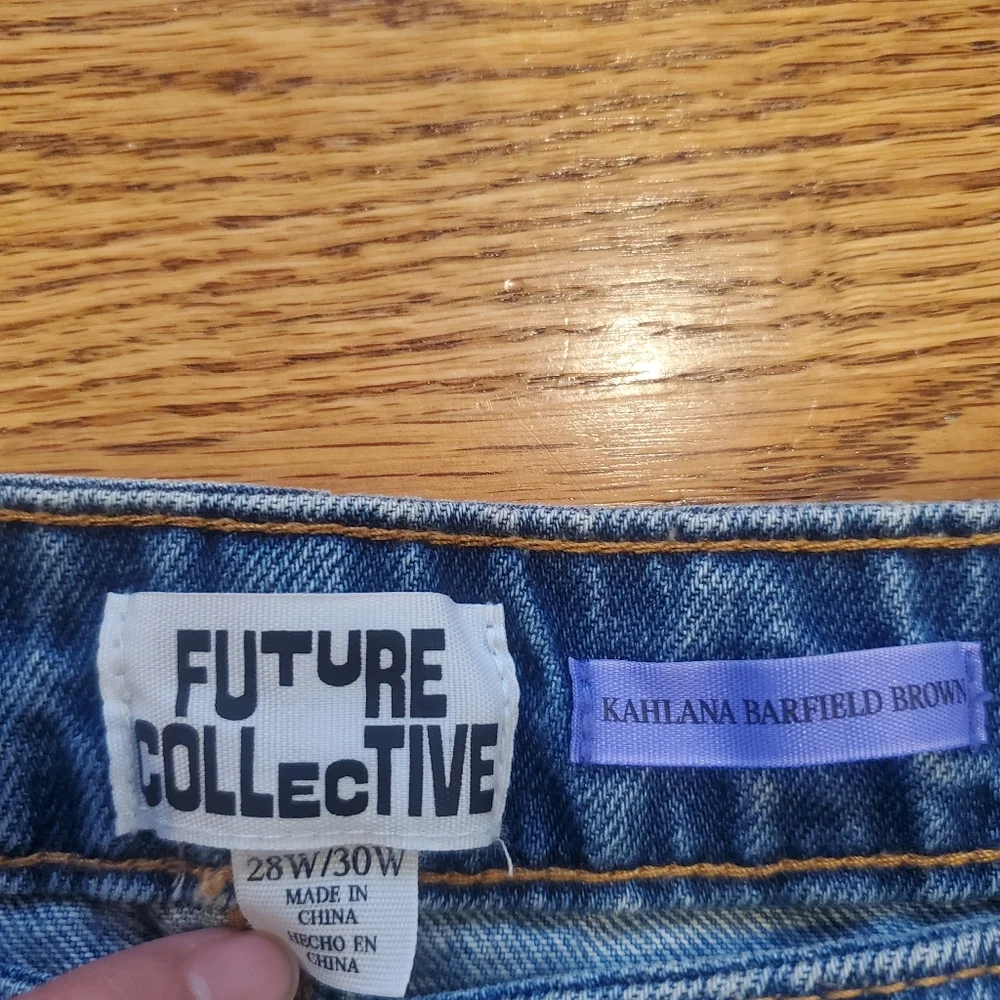 FUTURE
COLLECTIVE
KAHLANA BARFIELD BROWN
28W/30W
MADE IN
CHINA
HECHO EN
CHINA